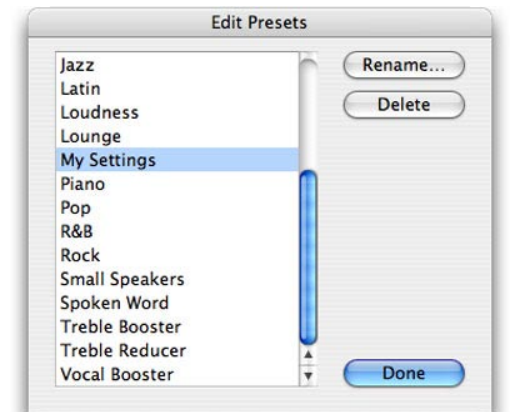 Edit Presets
Jazz
Latin
Loudness
Lounge
My Settings
Piano
Pop
R&B
Rock
Small Speakers
Spoken Word
Treble Booster
Treble Reducer
Vocal Booster
Rename...
Delete
Done